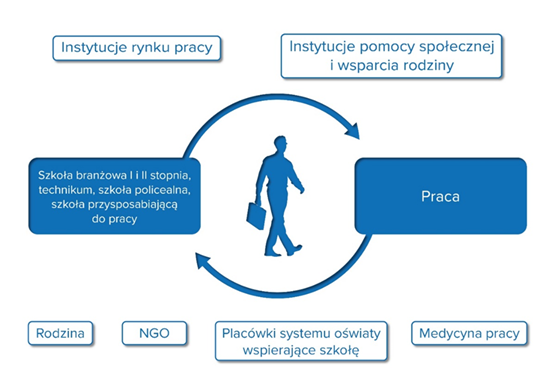 Instytucje rynku pracy
Instytucje pomocy społecznej
i wsparcia rodziny
Szkoła branżowa I i II stopnia,
technikum, szkoła policealna,
szkoła przysposabiającą
do pracy
Praca
Rodzina
NGO
Placówki systemu oświaty
wspierające szkołę
Medycyna pracy